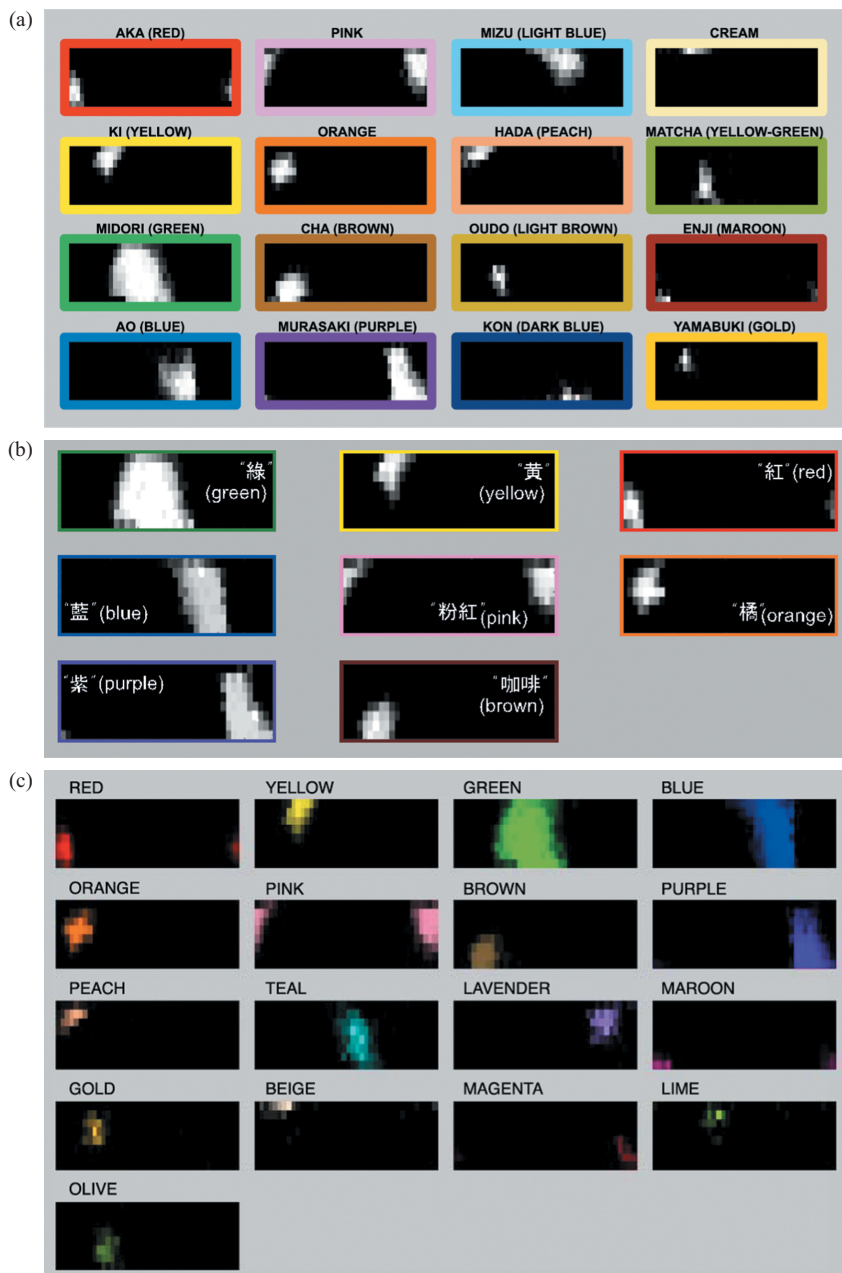 (a)
AKA (RED) PINK MIZU (LIGHT BLUE) CREAM
KI (YELLOW) ORANGE HADA (PEACH) MATCHA (YELLOW-GREEN)
MIDORI (GREEN) CHA (BROWN) OUDO (LIGHT BROWN) ENJI (MAROON)
AO (BLUE) MURASAKI (PURPLE) KON (DARK BLUE) YAMABUKI (GOLD)
(b)
"綠"
(green)
"黃"
(yellow)
"紅" (red)
"藍" (blue)
"粉紅" (pink)
"橘" (orange)
"紫" (purple)
"咖啡"
(brown)
(c)
RED YELLOW GREEN BLUE
ORANGE PINK BROWN PURPLE
PEACH TEAL LAVENDER MAROON
GOLD BEIGE MAGENTA LIME
OLIVE